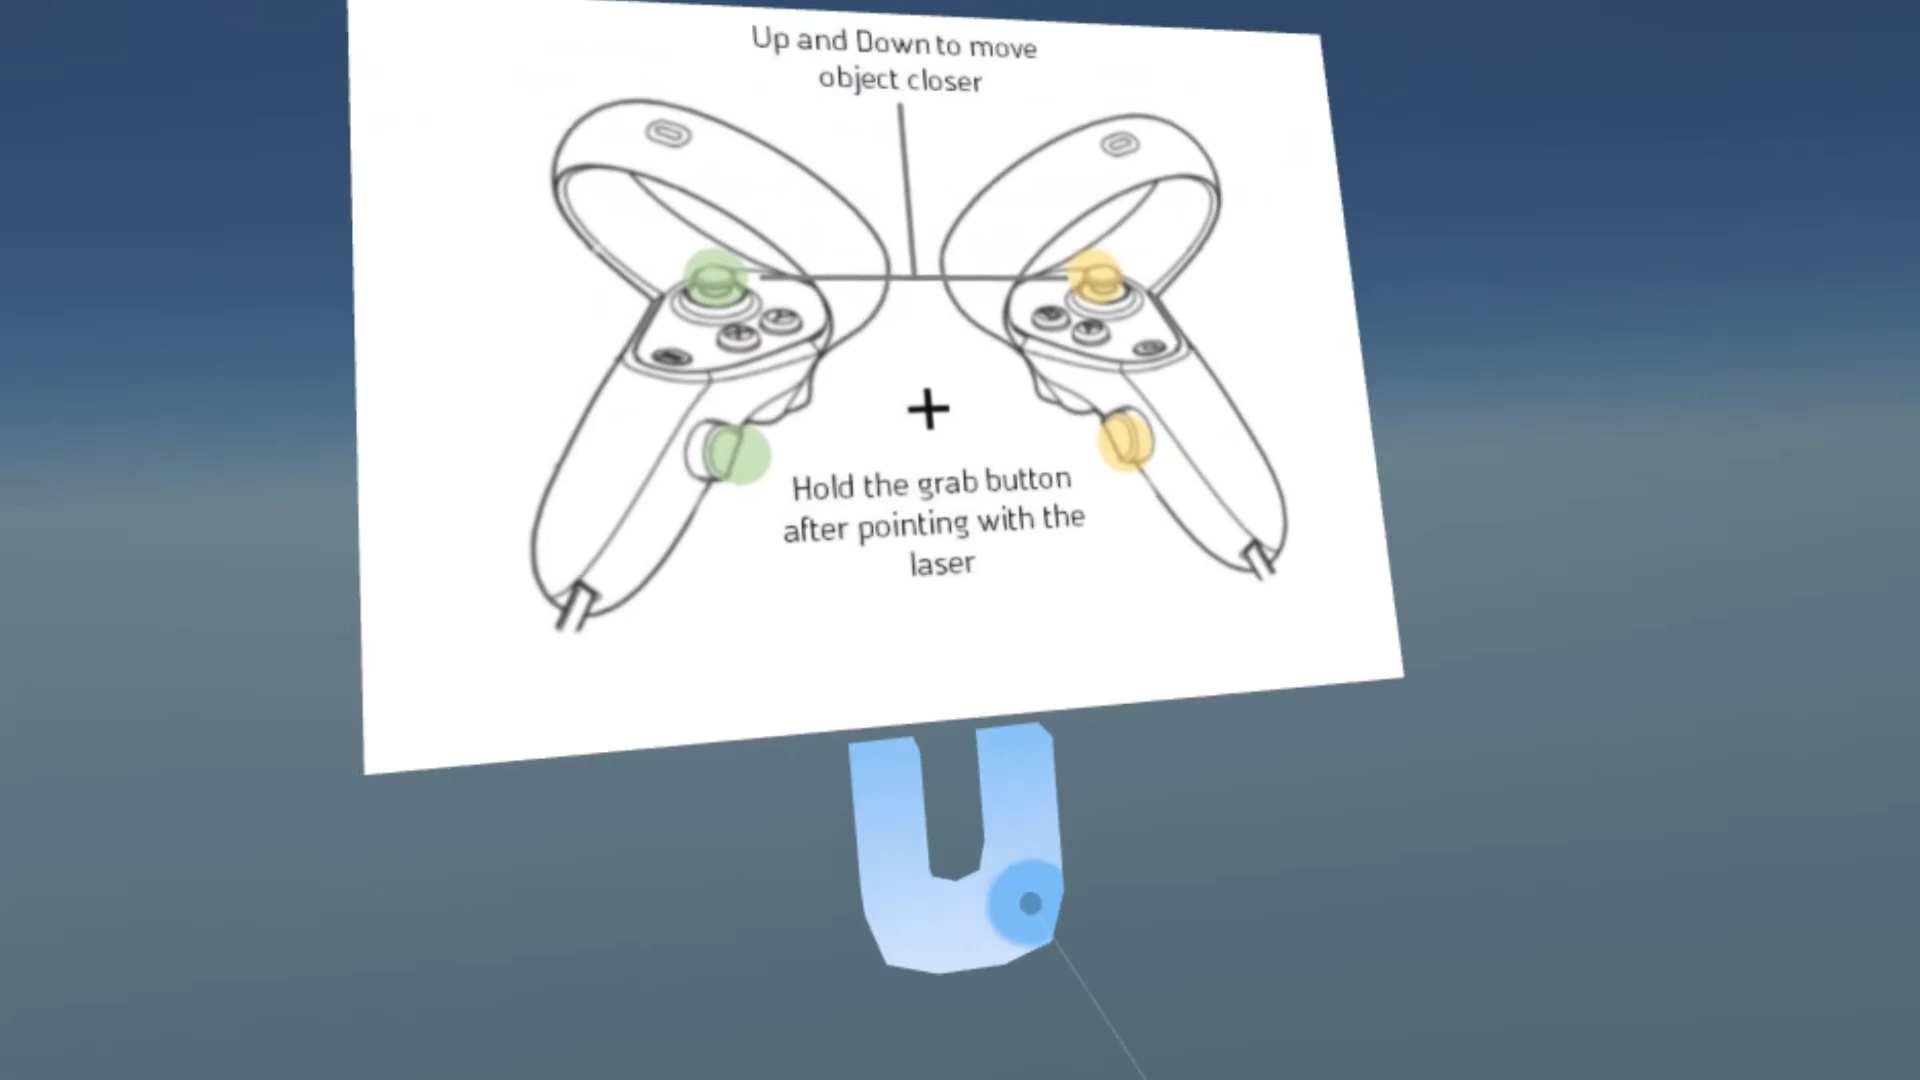 Up and Down to move
object closer
+
Hold the grab button
after pointing with the
laser
U